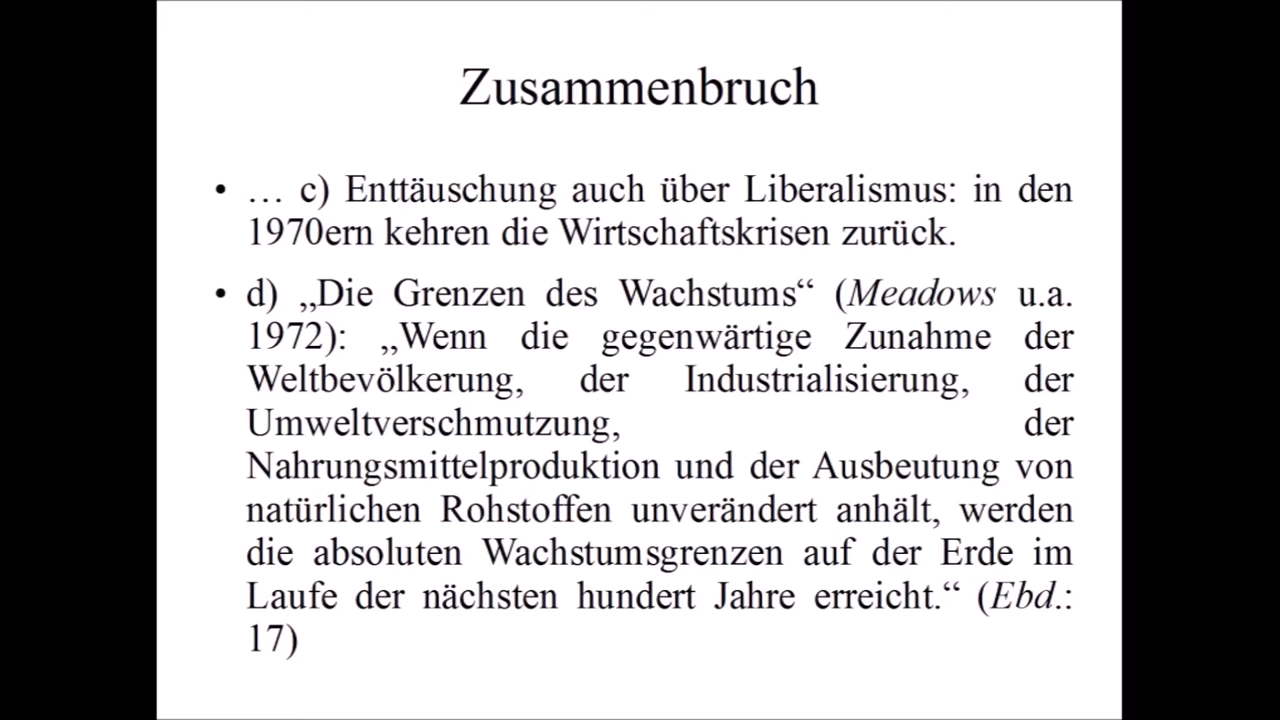 Zusammenbruch
• … c) Enttäuschung auch über Liberalismus: in den
1970ern kehren die Wirtschaftskrisen zurück.
• d) „Die Grenzen des Wachstums“ (Meadows u.a.
1972): „Wenn die gegenwärtige Zunahme der
Weltbevölkerung, der Industrialisierung, der
Umweltverschmutzung, der
Nahrungsmittelproduktion und der Ausbeutung von
natürlichen Rohstoffen unverändert anhält, werden
die absoluten Wachstumsgrenzen auf der Erde im
Laufe der nächsten hundert Jahre erreicht.“ (Ebd.:
17)